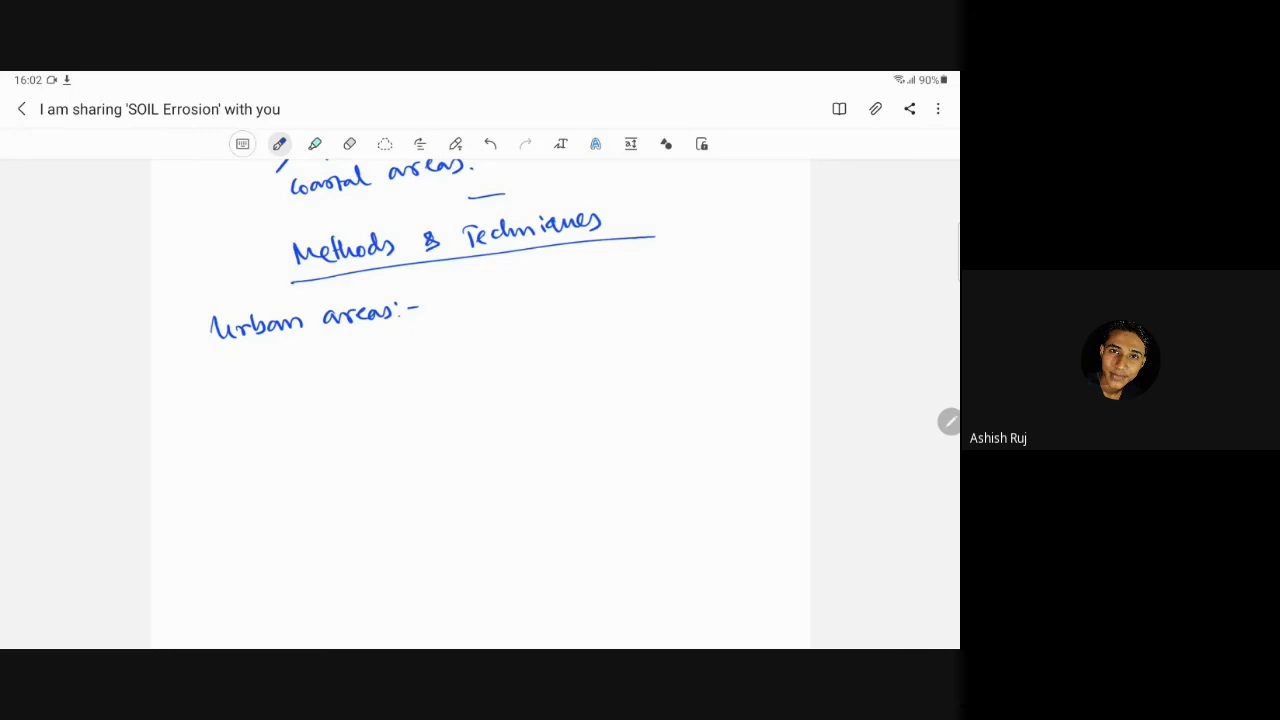 16:02
90%
I am sharing 'SOIL Errosion' with you
coastal areas.
Methods & Techniques
Urban areas:-
Ashish Ruj